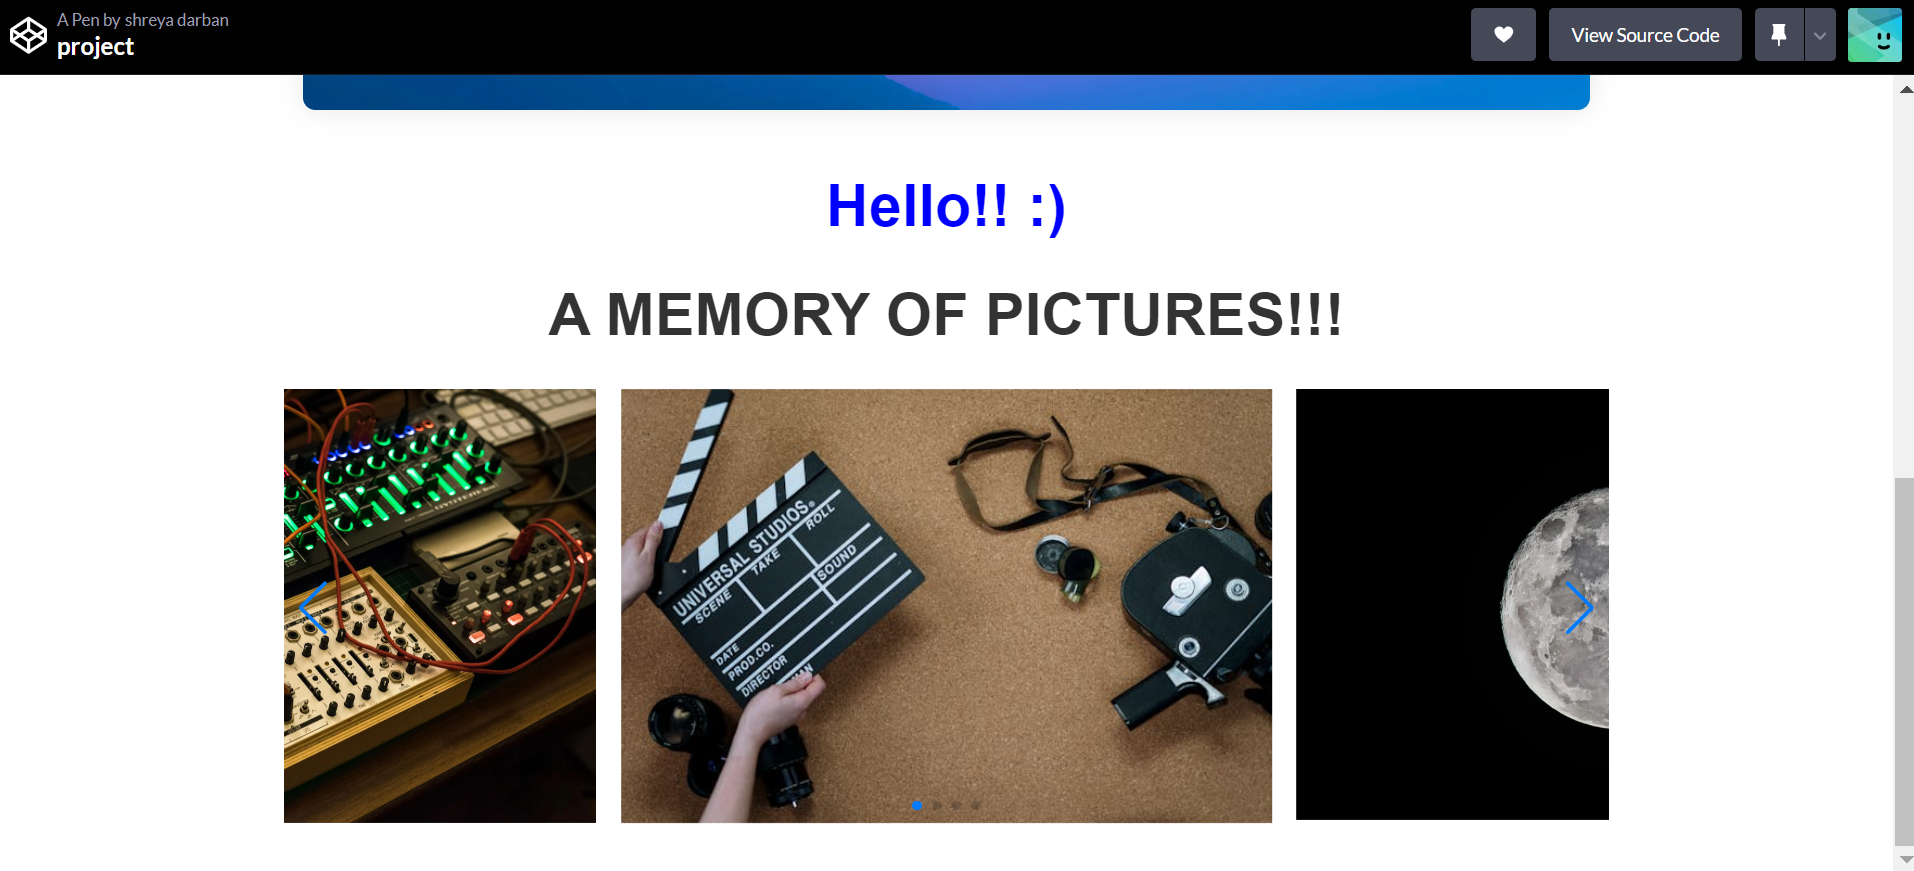 A Pen by shreya darban
project
View Source Code
Hello!! :)
A MEMORY OF PICTURES!!!
UNIVERSAL STUDIOS®
SCENE TAKE ROLL
SOUND
DATE
PROD.CO.
DIRECTOR